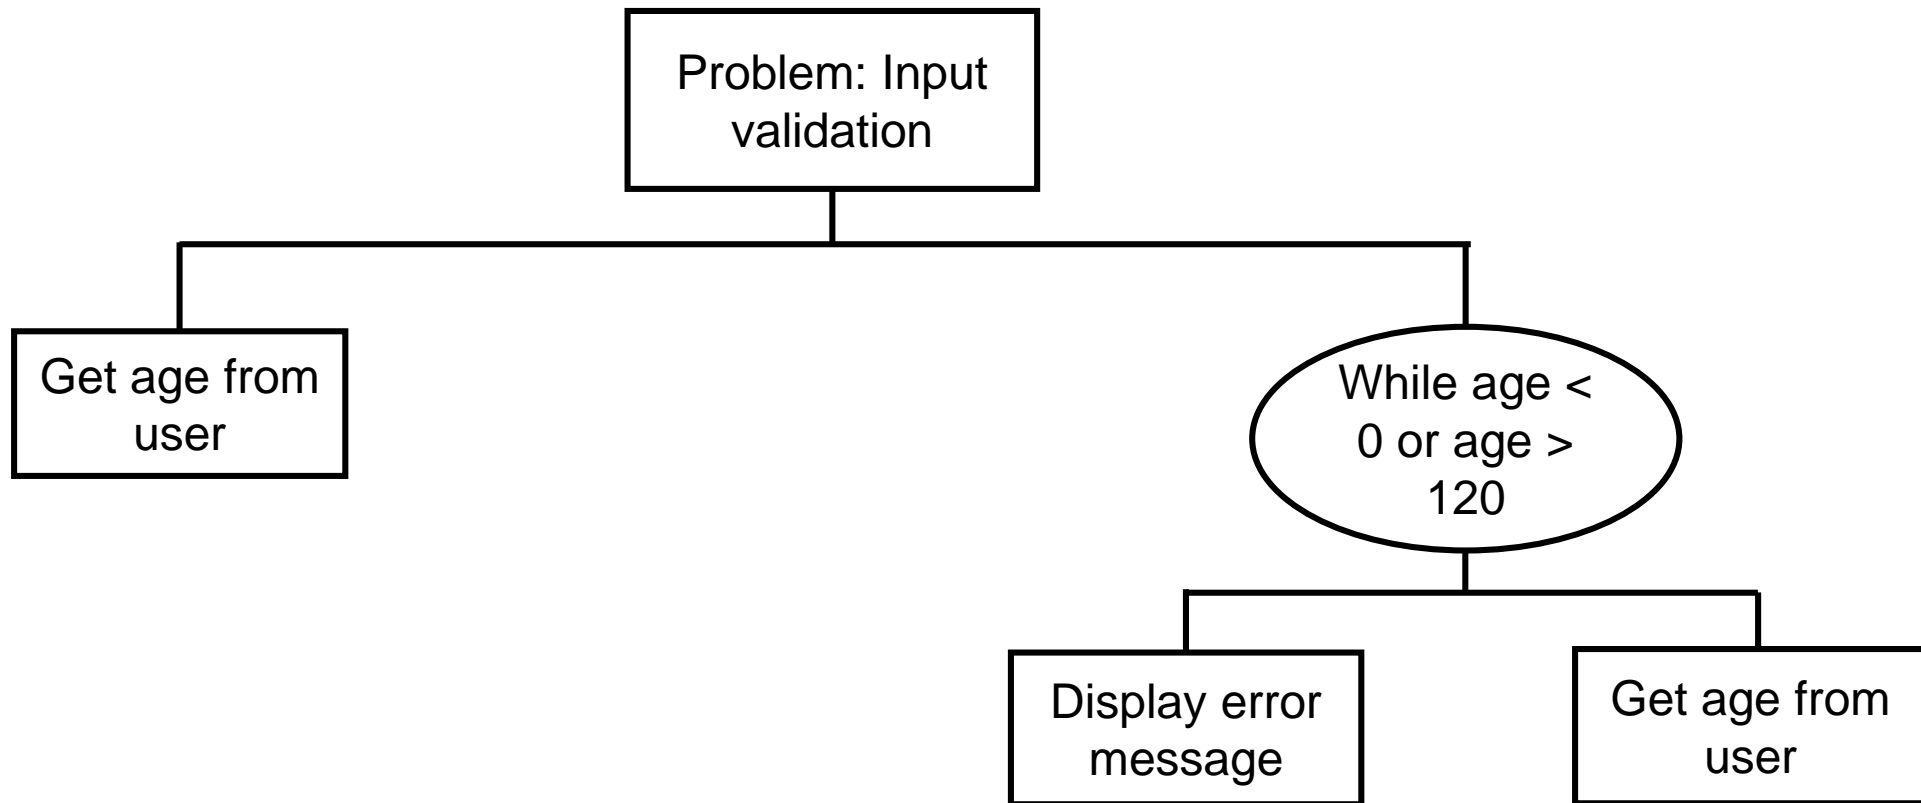 Problem: Input
validation
Get age from
user
While age <
0 or age >
120
Display error
message
Get age from
user